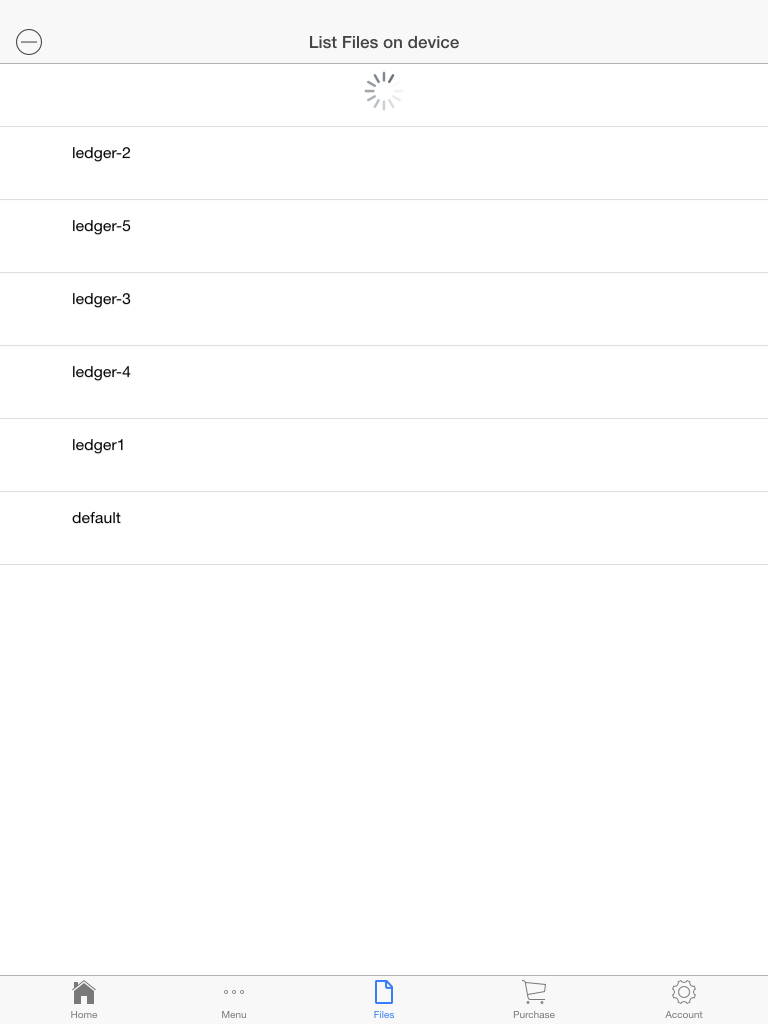 List Files on device
ledger-2
ledger-5
ledger-3
ledger-4
ledger1
default
Home
Menu
Files
Purchase
Account